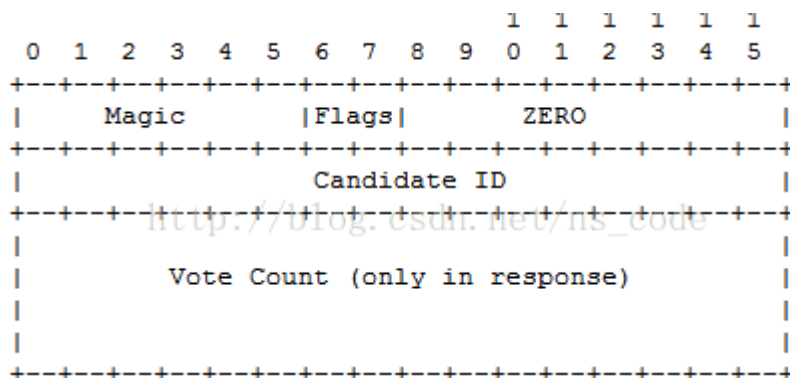 1  1  1  1  1  1
  0  1  2  3  4  5  6  7  8  9  0  1  2  3  4  5
+--+--+--+--+--+--+--+--+--+--+--+--+--+--+--+--+
|     Magic       |Flags|       ZERO            |
+--+--+--+--+--+--+--+--+--+--+--+--+--+--+--+--+
|                  Candidate ID                 |
+--+--+--+--+--+--+--+--+--+--+--+--+--+--+--+--+
http://blog.csdn.net/ns_code
|                                               |
|         Vote Count (only in response)         |
|                                               |
|                                               |
+--+--+--+--+--+--+--+--+--+--+--+--+--+--+--+--+